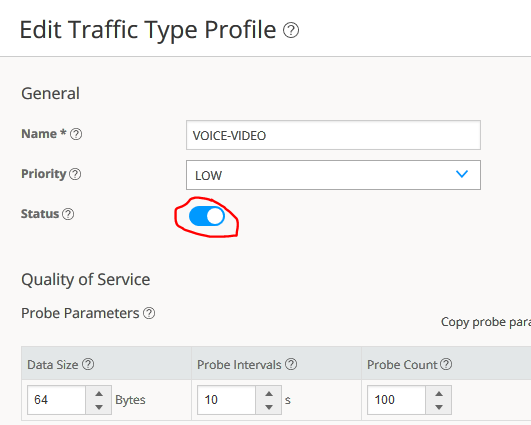 Edit Traffic Type Profile ?
General
Name * ? VOICE-VIDEO
Priority ? LOW
Status ?
Quality of Service
Probe Parameters ?
Copy probe para
Data Size ? Probe Intervals ? Probe Count ?
64 Bytes 10 s 100